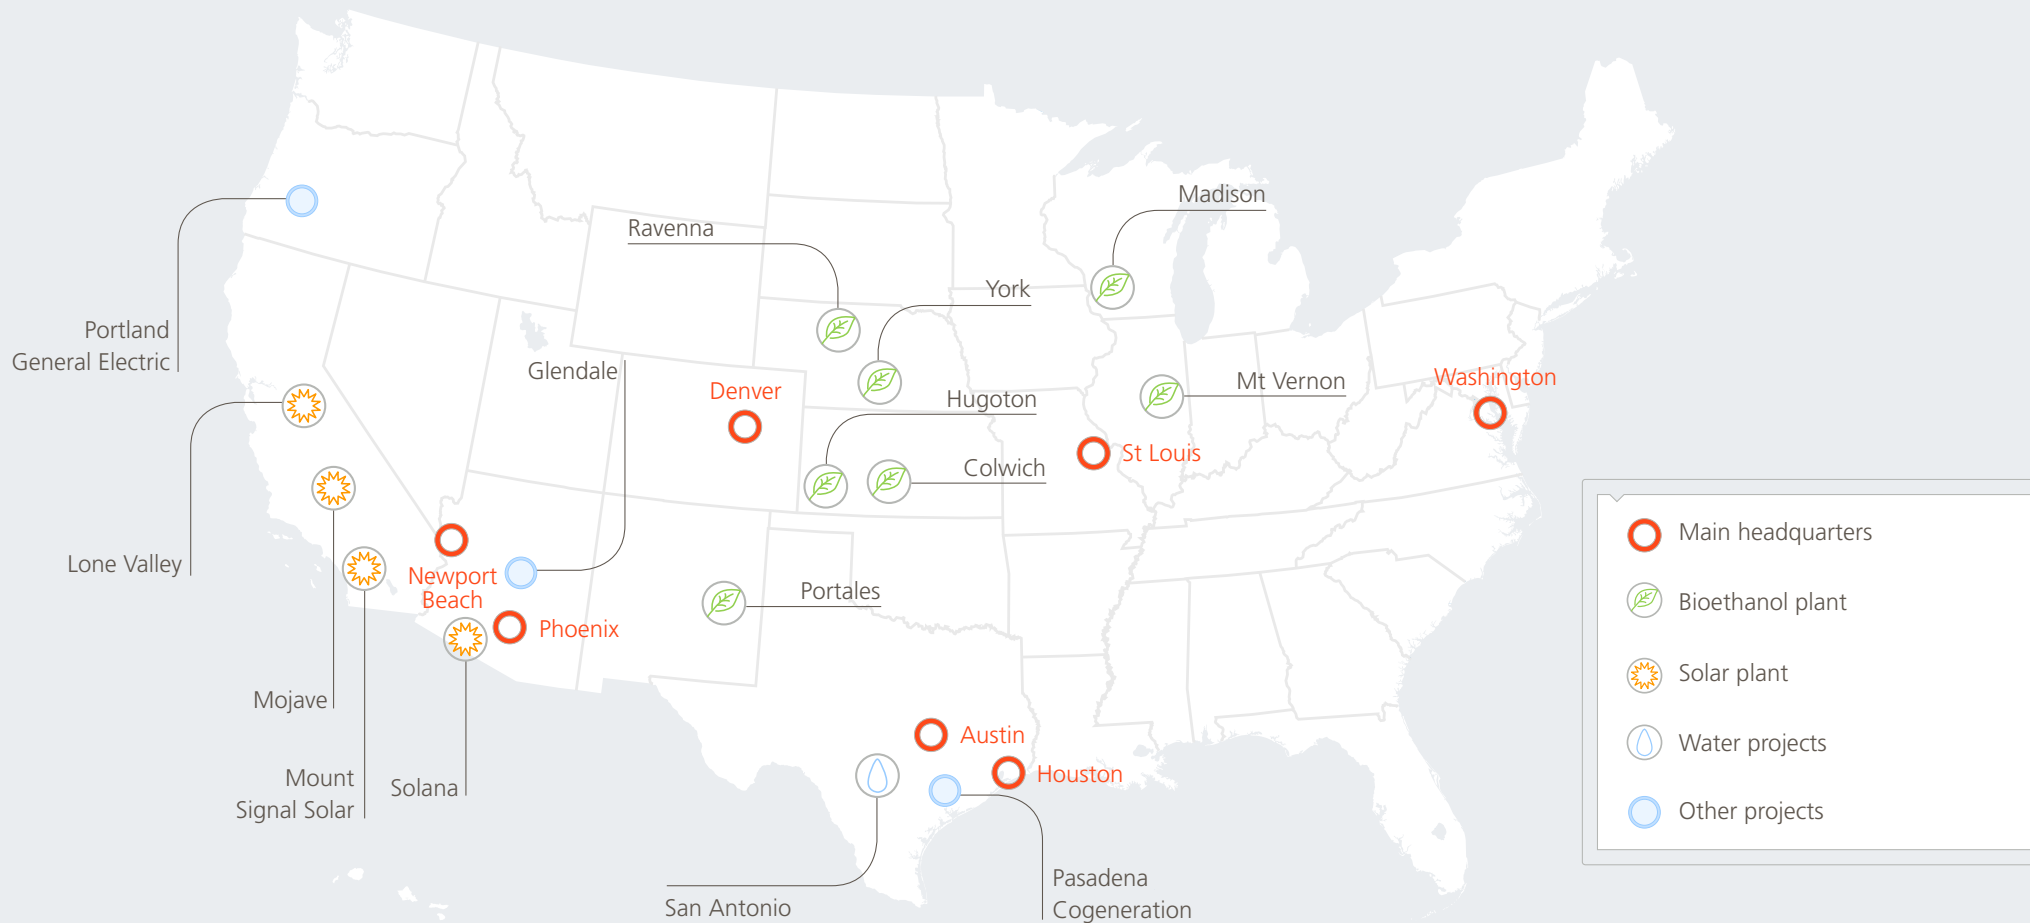 Madison
Ravenna
York
Portland
General Electric
Glendale
Denver
Hugoton
Mt Vernon
Washington
St Louis
Colwich
Lone Valley
Newport
Beach
Portales
Phoenix
Mojave
Mount
Signal Solar
Solana
Austin
Houston
San Antonio
Pasadena
Cogeneration
Main headquarters
Bioethanol plant
Solar plant
Water projects
Other projects